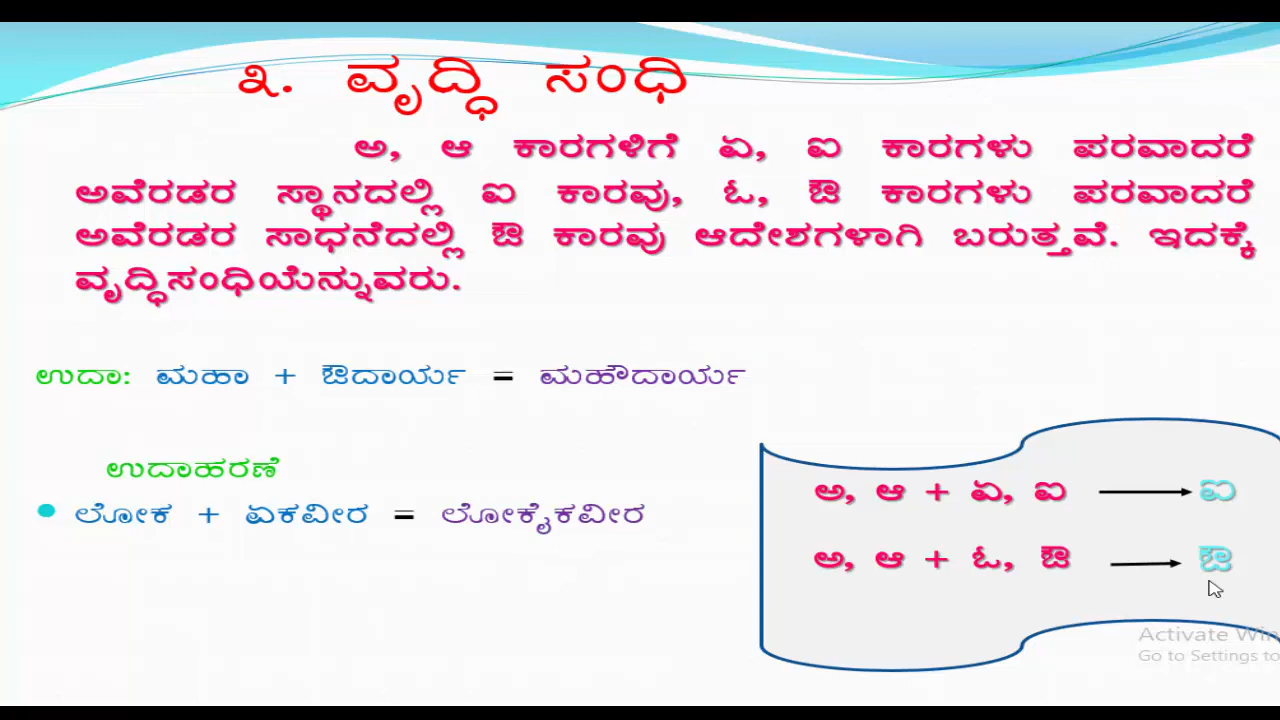 ೩. ವೃದ್ಧಿ ಸಂಧಿ
ಅ, ಆ ಕಾರಗಳಿಗೆ ಏ, ಐ ಕಾರಗಳು ಪರವಾದರೆ
ಅವೆರಡರ ಸ್ಥಾನದಲ್ಲಿ ಐ ಕಾರವು, ಓ, ಔ ಕಾರಗಳು ಪರವಾದರೆ
ಅವೆರಡರ ಸಾಧನೆದಲ್ಲಿ ಔ ಕಾರವು ಆದೇಶಗಳಾಗಿ ಬರುತ್ತವೆ. ಇದಕ್ಕೆ
ವೃದ್ಧಿಸಂಧಿಯೆನ್ನುವರು.
ಉದಾ: ಮಹಾ + ಔದಾರ್ಯ = ಮಹೌದಾರ್ಯ
ಉದಾಹರಣೆ
• ಲೋಕ + ಏಕವೀರ = ಲೋಕೈಕವೀರ
ಅ, ಆ + ಏ, ಐ → ಐ
ಅ, ಆ + ಓ, ಔ → ಔ
Activate Win
Go to Settings to